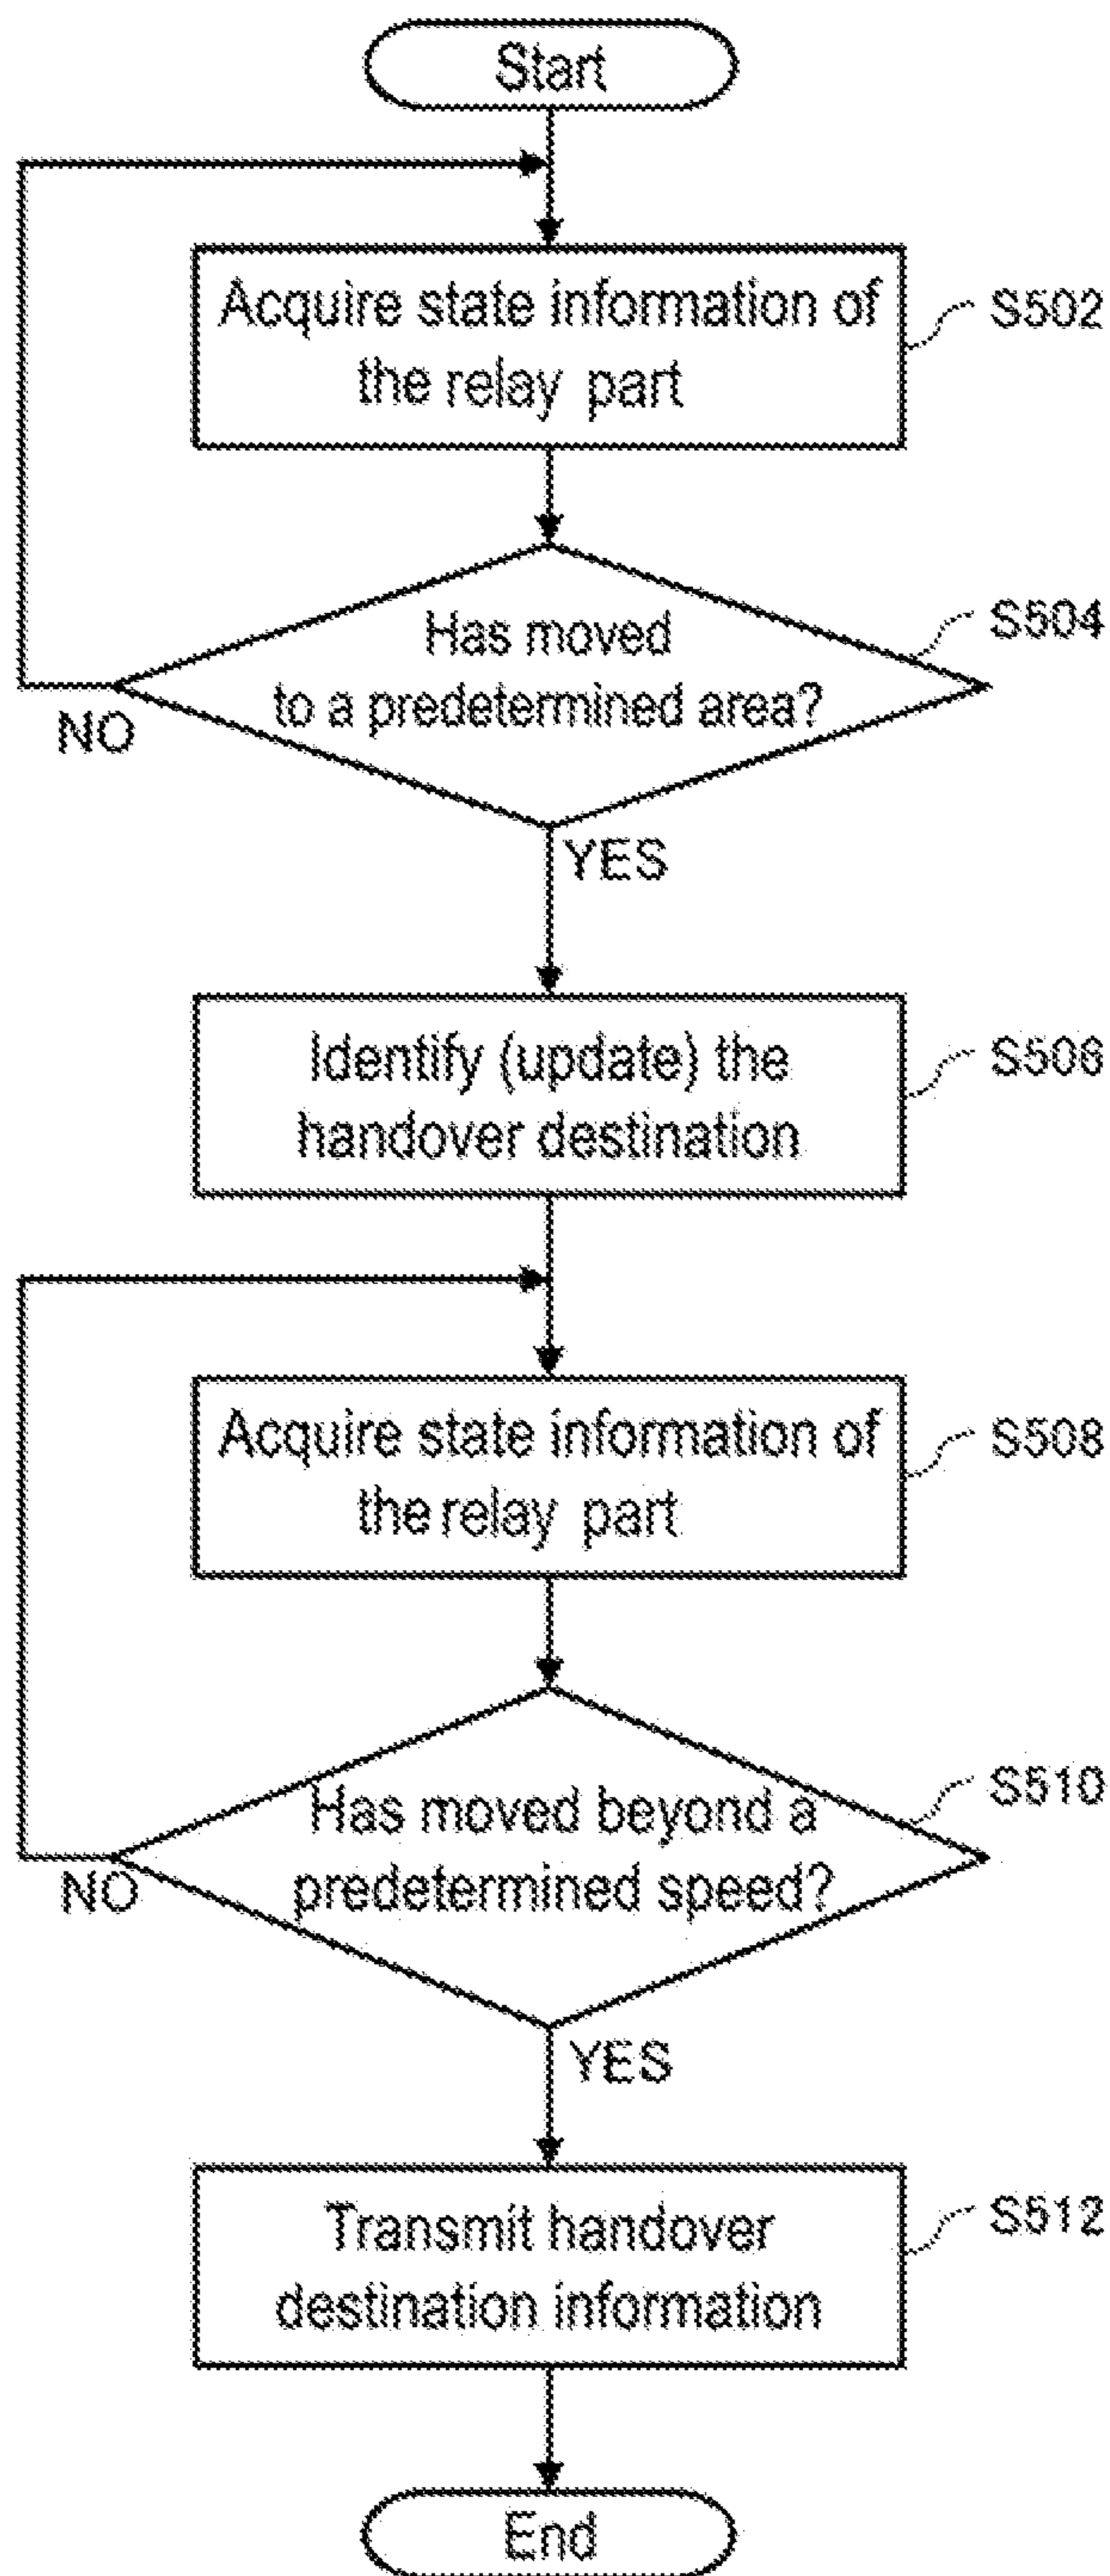 Start
Acquire state information of
the relay part
S502
Has moved
to a predetermined area?
S504
NO
YES
Identify (update) the
handover destination
S506
Acquire state information of
the relay part
S508
Has moved beyond a
predetermined speed?
S510
NO
YES
Transmit handover
destination information
S512
End